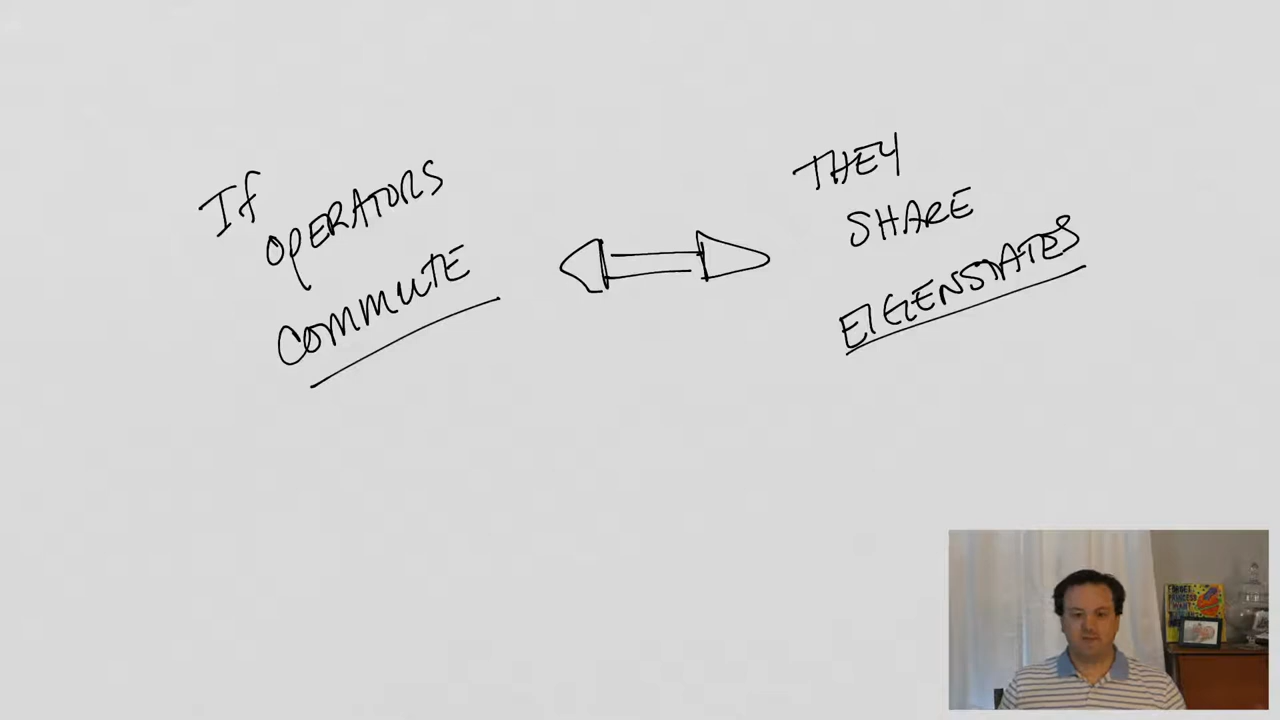 If
OPERATORS
COMMUTE
THEY
SHARE
EIGENSTATES